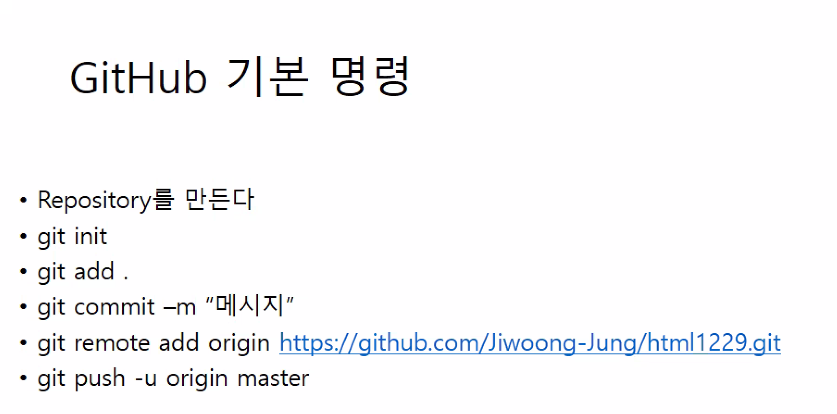 GitHub 기본 명령
• Repository를 만든다
• git init
• git add .
• git commit –m “메시지”
• git remote add origin https://github.com/Jiwoong-Jung/html1229.git
• git push -u origin master